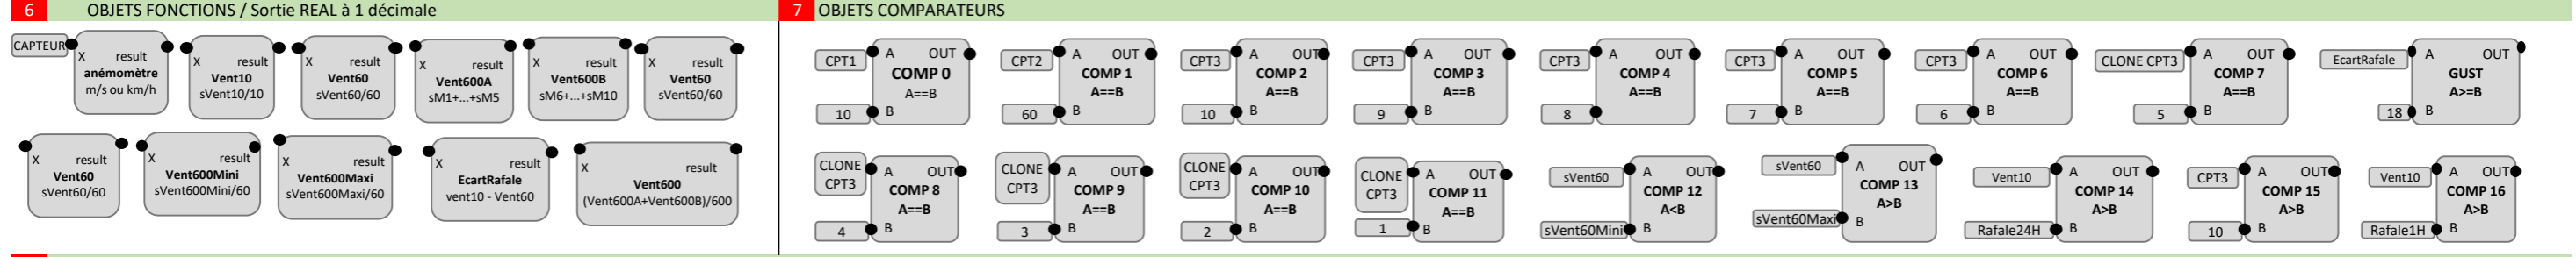 6 OBJETS FONCTIONS / Sortie REAL à 1 décimale
CAPTEUR
X result
anémomètre
m/s ou km/h
X result
Vent10
sVent10/10
X result
Vent60
sVent60/60
X result
Vent600A
sM1+...+sM5
X result
Vent600B
sM6+...+sM10
X result
Vent60
sVent60/60
X result
Vent60
sVent60/60
X result
Vent600Mini
sVent600Mini/60
X result
Vent600Maxi
sVent600Maxi/60
X result
EcartRafale
vent10 - Vent60
X result
Vent600
(Vent600A+Vent600B)/600
7 OBJETS COMPARATEURS
CPT1
A OUT
COMP 0
A==B
10
B
CPT2
A OUT
COMP 1
A==B
60
B
CPT3
A OUT
COMP 2
A==B
10
B
CPT3
A OUT
COMP 3
A==B
9
B
CPT3
A OUT
COMP 4
A==B
8
B
CPT3
A OUT
COMP 5
A==B
7
B
CPT3
A OUT
COMP 6
A==B
6
B
CLONE CPT3
A OUT
COMP 7
A==B
5
B
EcartRafale
A OUT
GUST
A>=B
18
B
CLONE
CPT3
A OUT
COMP 8
A==B
4
B
CLONE
CPT3
A OUT
COMP 9
A==B
3
B
CLONE
CPT3
A OUT
COMP 10
A==B
2
B
CLONE
CPT3
A OUT
COMP 11
A==B
1
B
sVent60
A OUT
COMP 12
A<B
sVent60Mini
B
sVent60
A OUT
COMP 13
A>B
sVent60Maxi
B
Vent10
A OUT
COMP 14
A>B
Rafale24H
B
CPT3
A OUT
COMP 15
A>B
10
B
Vent10
A OUT
COMP 16
A>B
Rafale1H
B